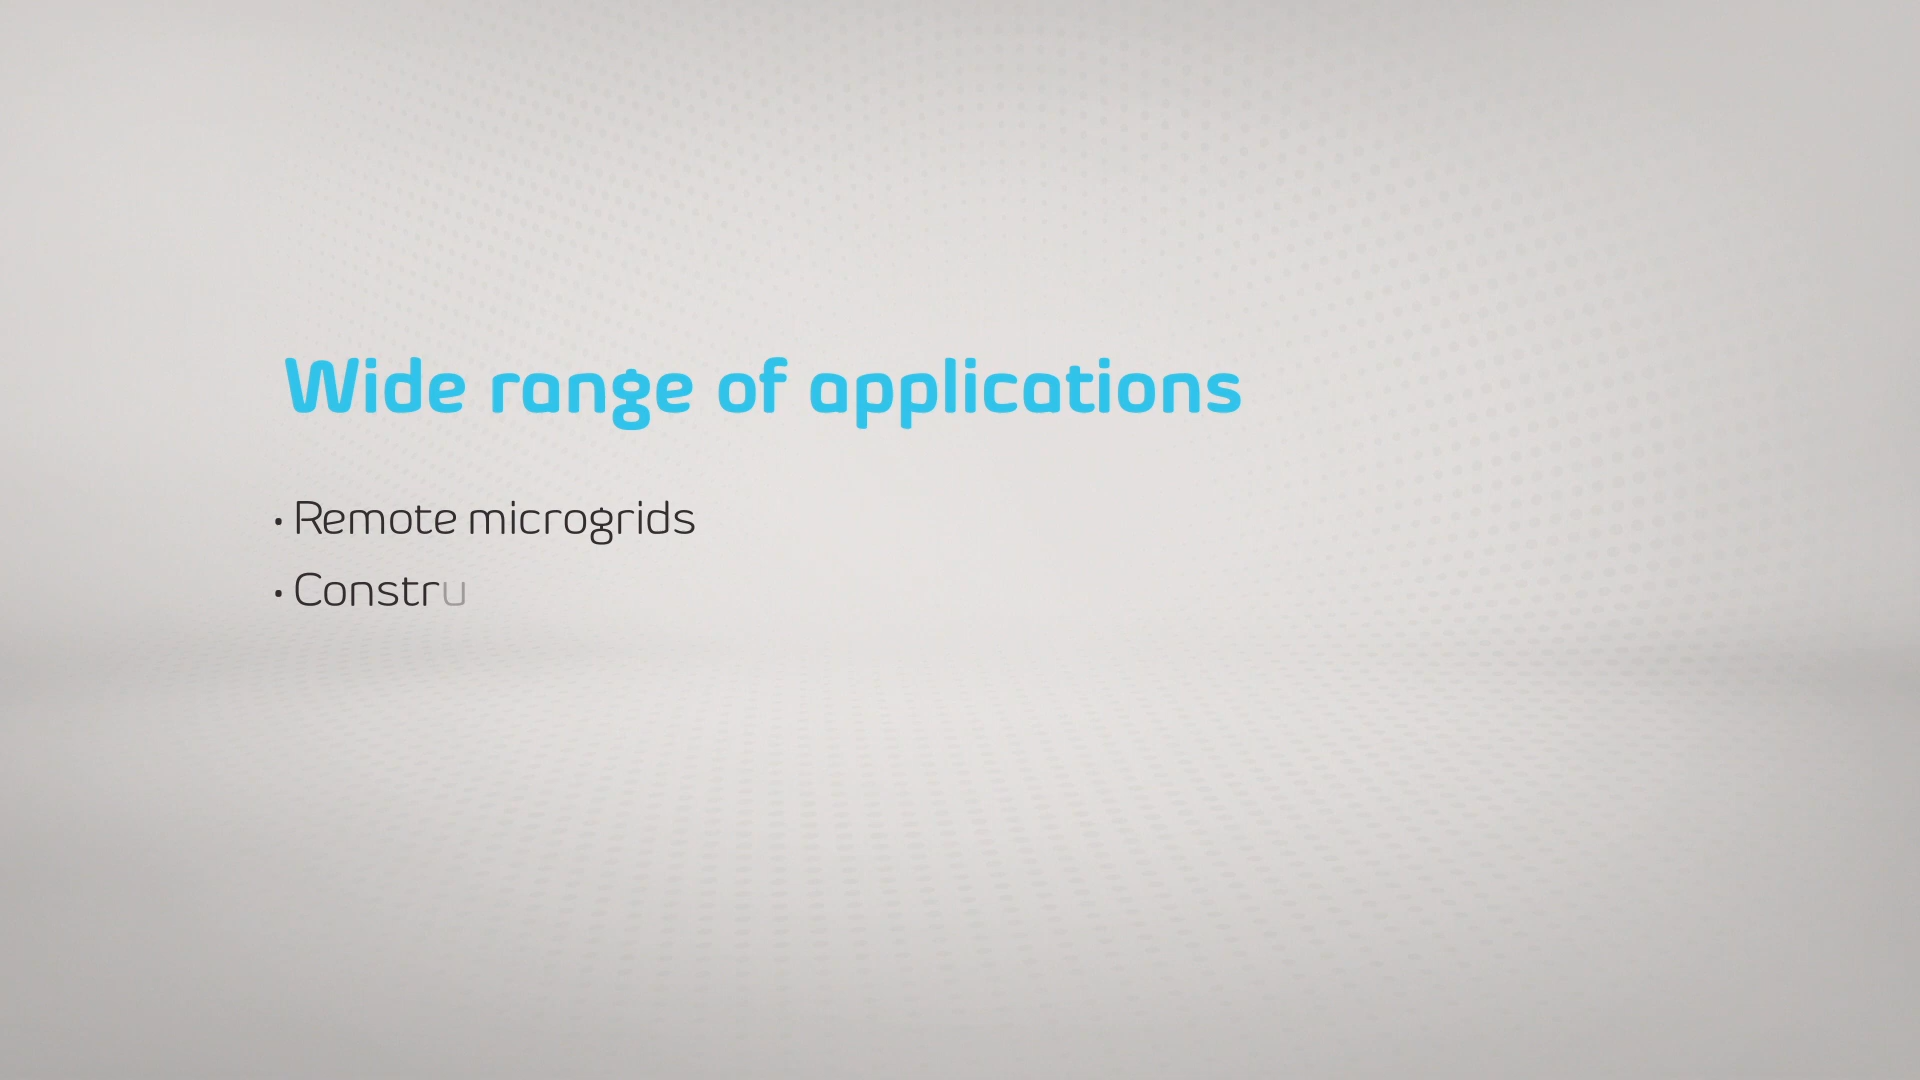 Wide range of applications
• Remote microgrids
• Constru